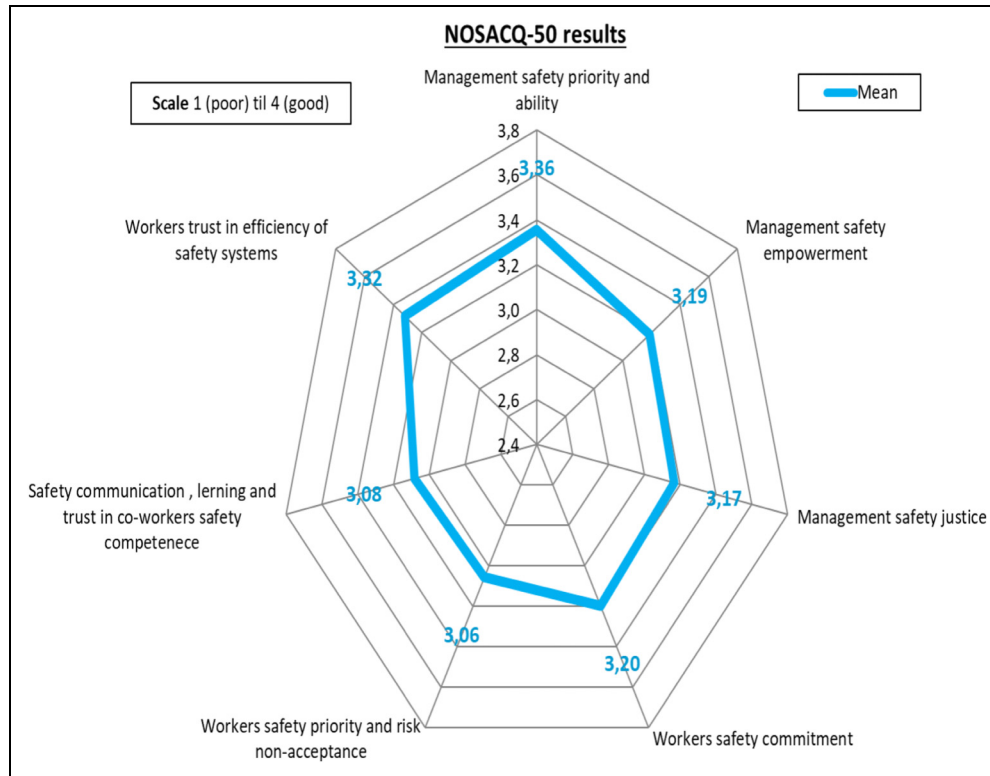 NOSACQ-50 results
Scale 1 (poor) til 4 (good)
Management safety priority and
ability
Mean
3,8
3,6
3,4
3,2
3,0
2,8
2,6
2,4
3,36
Management safety
empowerment
3,19
Management safety justice
3,17
Workers safety commitment
3,20
Workers safety priority and risk
non-acceptance
3,06
Safety communication , lerning and
trust in co-workers safety
competenece
3,08
Workers trust in efficiency of
safety systems
3,32